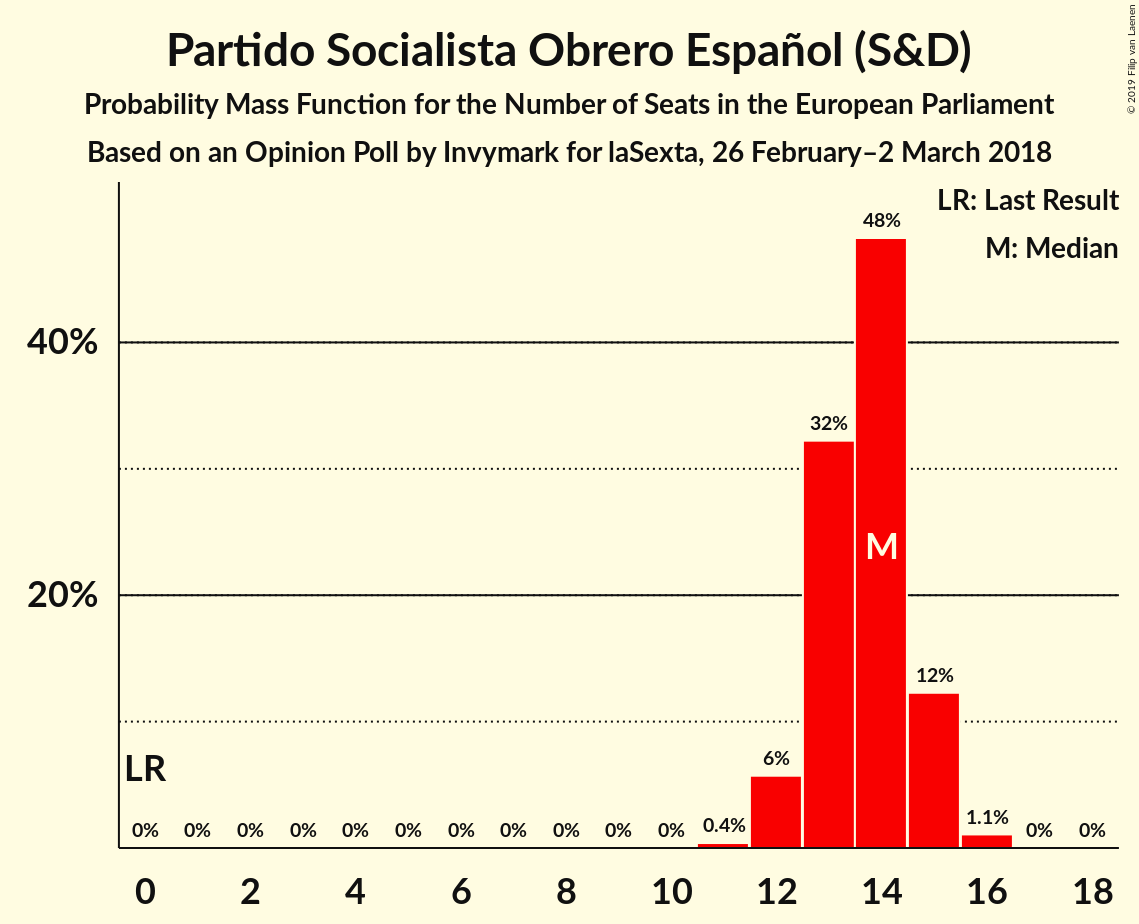 Partido Socialista Obrero Español (S&D)
Probability Mass Function for the Number of Seats in the European Parliament
Based on an Opinion Poll by Invymark for laSexta, 26 February–2 March 2018
© 2019 Filip van Laenen
LR: Last Result
M: Median
48%
40%
32%
M
20%
12%
LR
6%
0% 0% 0% 0% 0% 0% 0% 0% 0% 0% 0% 0.4% 1.1% 0% 0%
0 2 4 6 8 10 12 14 16 18